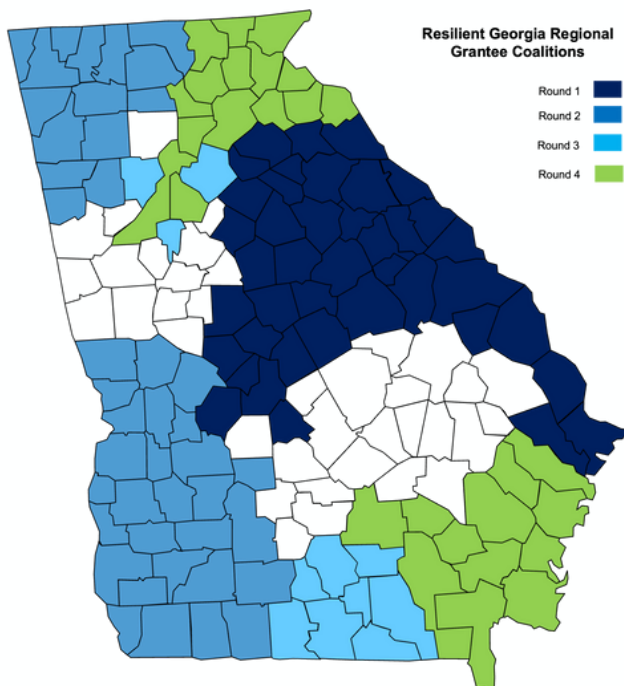 Resilient Georgia Regional
Grantee Coalitions
Round 1
Round 2
Round 3
Round 4